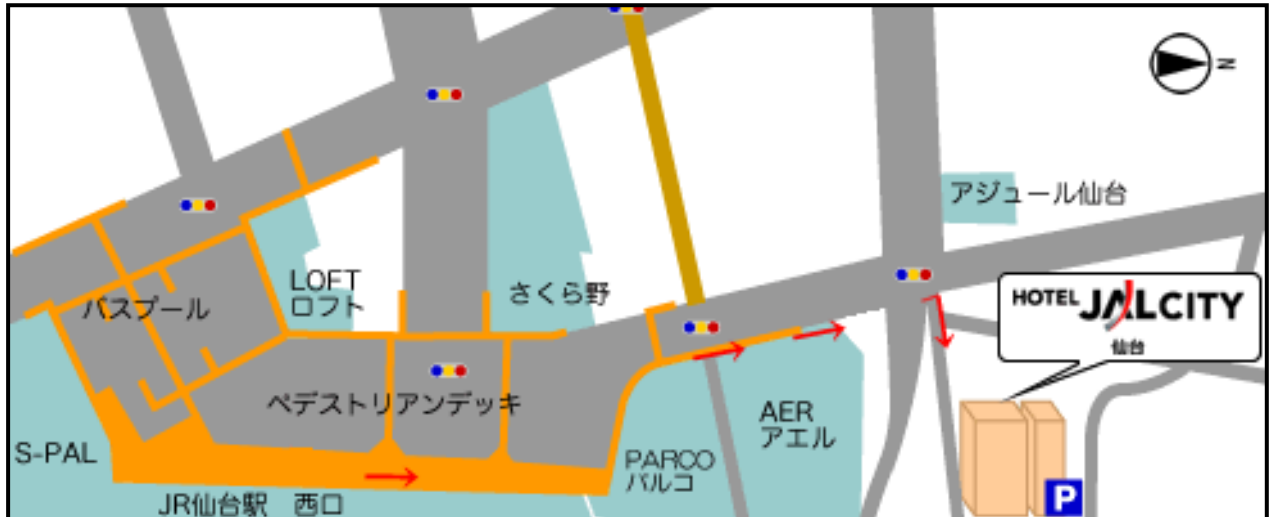 N
アジュール仙台
LOFT
ロフト
さくら野
バスプール
HOTEL JALCITY
仙台
ペデストリアンデッキ
AER
アエル
S-PAL
PARCO
パルコ
P
JR仙台駅 西口